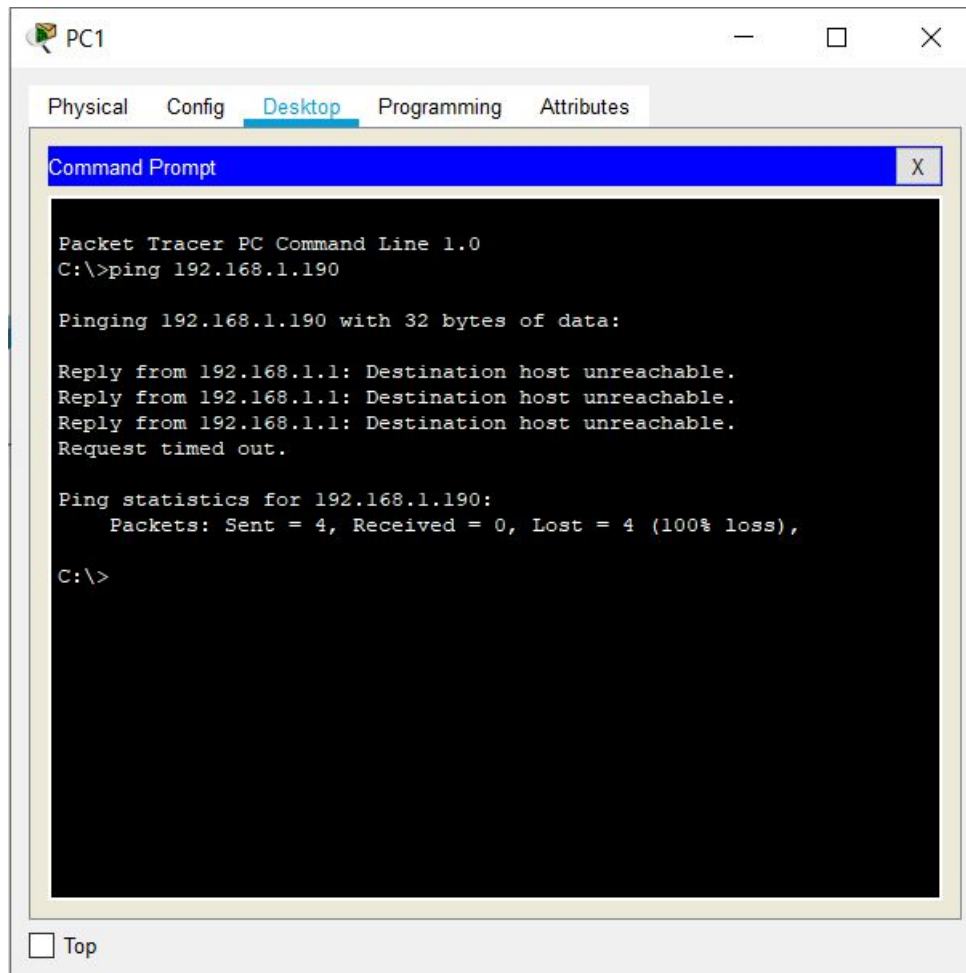 PC1
Physical Config Desktop Programming Attributes
Command Prompt X
Packet Tracer PC Command Line 1.0
C:\>ping 192.168.1.190
Pinging 192.168.1.190 with 32 bytes of data:
Reply from 192.168.1.1: Destination host unreachable.
Reply from 192.168.1.1: Destination host unreachable.
Reply from 192.168.1.1: Destination host unreachable.
Request timed out.
Ping statistics for 192.168.1.190:
Packets: Sent = 4, Received = 0, Lost = 4 (100% loss),
C:\>
Top